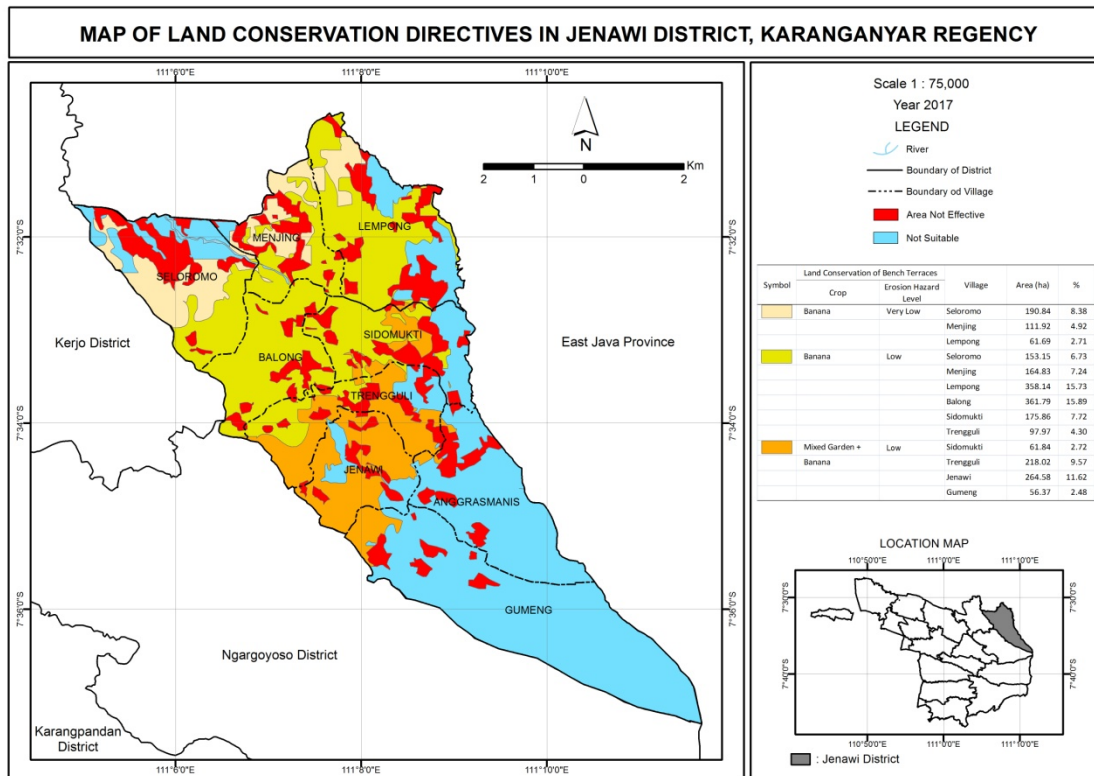 MAP OF LAND CONSERVATION DIRECTIVES IN JENAWI DISTRICT, KARANGANYAR REGENCY
111°6'0"E 111°8'0"E 111°10'0"E
N
Km
2 1 0 2
7°32'0"S 7°32'0"S
7°34'0"S 7°34'0"S
7°36'0"S 7°36'0"S
LEMPONG
MENJING
SELOROMO
SIDOMUKTI
Kerjo District
BALONG
East Java Province
TRENGGULI
JENAWI
ANGGRASMANIS
GUMENG
Ngargoyoso District
Karangpandan
District
111°6'0"E 111°8'0"E 111°10'0"E
Scale 1 : 75,000
Year 2017
LEGEND
River
Boundary of District
Boundary od Village
Area Not Effective
Not Suitable
Land Conservation of Bench Terraces
Symbol Crop Erosion Hazard Level Village Area (ha) %
Banana Very Low Seloromo 190.84 8.38
Menjing 111.92 4.92
Lempong 61.69 2.71
Banana Low Seloromo 153.15 6.73
Menjing 164.83 7.24
Lempong 358.14 15.73
Balong 361.79 15.89
Sidomukti 175.86 7.72
Trengguli 97.97 4.30
Mixed Garden + Low Sidomukti 61.84 2.72
Banana Trengguli 218.02 9.57
Jenawi 264.58 11.62
Gumeng 56.37 2.48
LOCATION MAP
110°50'0"E 111°0'0"E 111°10'0"E
7°30'0"S 7°30'0"S
7°40'0"S 7°40'0"S
110°50'0"E 111°0'0"E 111°10'0"E
: Jenawi District